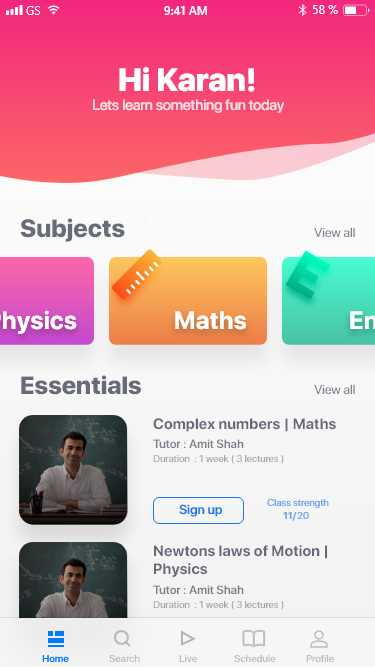 GS 9:41 AM 58 %
Hi Karan!
Lets learn something fun today
Subjects View all
hysics Maths En
Essentials View all
Complex numbers | Maths
Tutor : Amit Shah
Duration : 1 week ( 3 lectures )
Sign up
Class strength
11/20
Newtons laws of Motion |
Physics
Tutor : Amit Shah
Duration : 1 week ( 3 lectures )
Home Search Live Schedule Profile